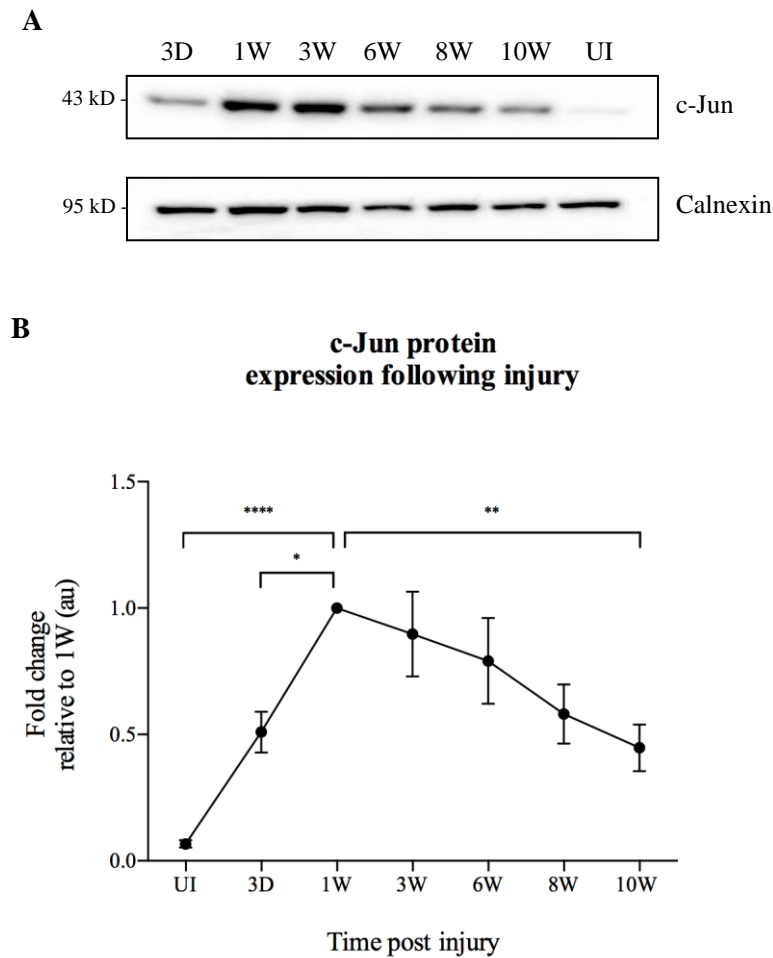 A
3D 1W 3W 6W 8W 10W UI
43 kD
c-Jun
95 kD
Calnexin
B
c-Jun protein
expression following injury
1.5
****
**
*
1.0
0.5
0.0
Fold change
relative to 1W (au)
UI 3D 1W 3W 6W 8W 10W
Time post injury